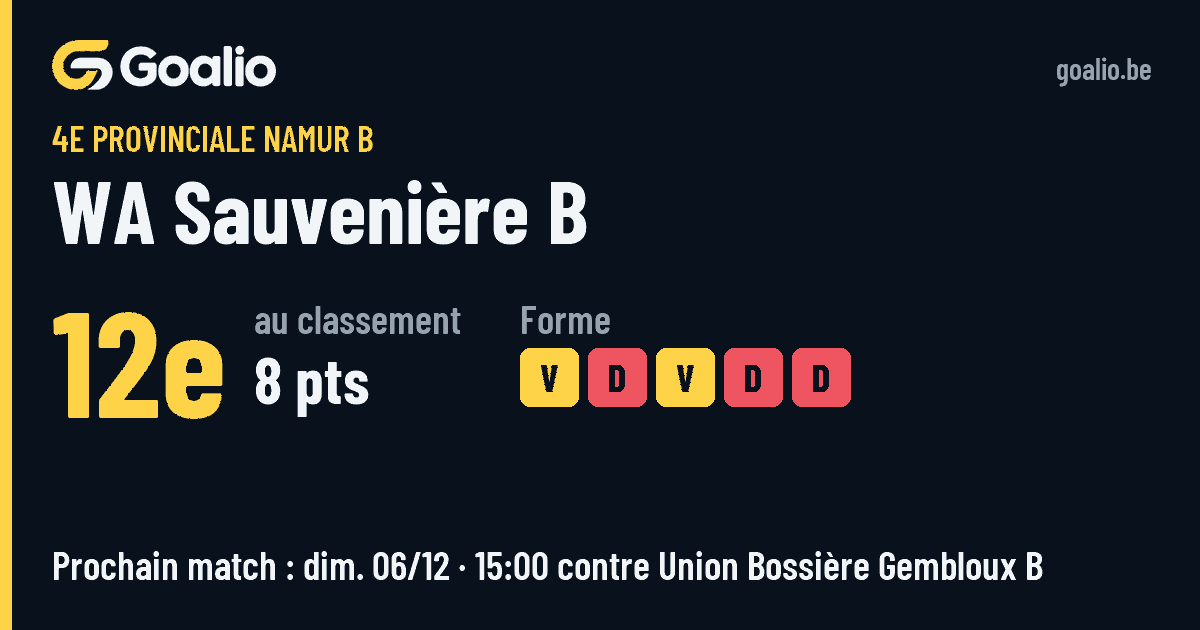 Goalio
goalio.be
4E PROVINCIALE NAMUR B
WA Sauvenière B
12e
au classement
8 pts
Forme
V D V D D
Prochain match : dim. 06/12 · 15:00 contre Union Bossière Gembloux B